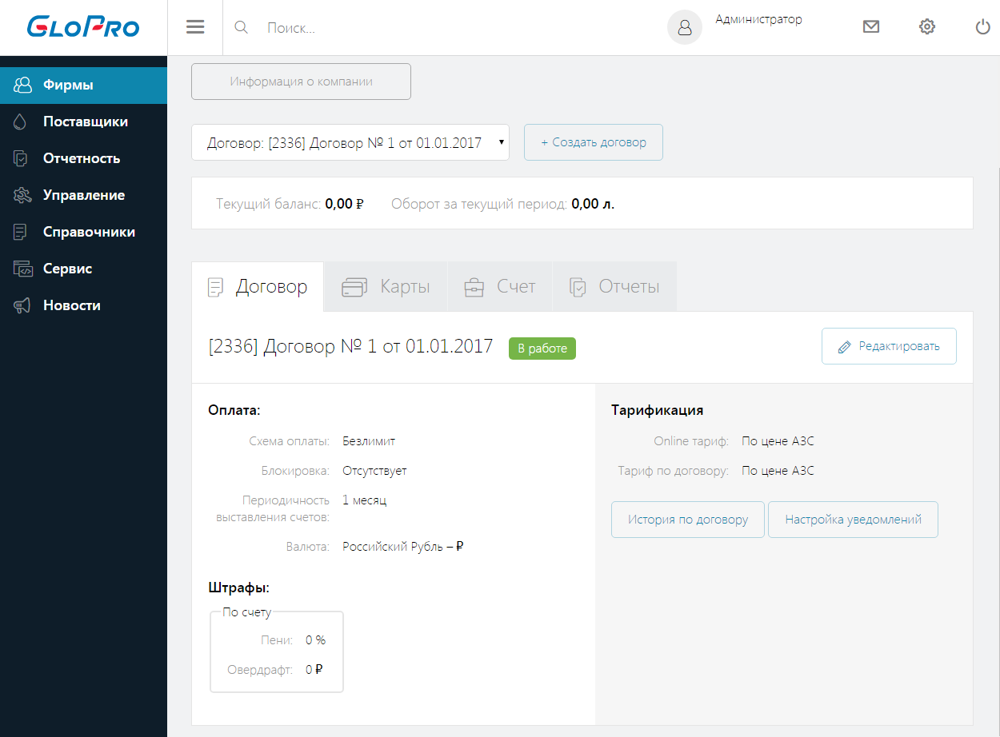 GloPro
Поиск...
Администратор
Фирмы
Поставщики
Отчетность
Управление
Справочники
Сервис
Новости
Информация о компании
Договор: [2336] Договор № 1 от 01.01.2017
+ Создать договор
Текущий баланс: 0,00 ₽ Оборот за текущий период: 0,00 л.
Договор
Карты
Счет
Отчеты
[2336] Договор № 1 от 01.01.2017
В работе
Редактировать
Оплата:
Схема оплаты: Безлимит
Блокировка: Отсутствует
Периодичность 1 месяц
выставления счетов:
Валюта: Российский Рубль – ₽
Штрафы:
По счету
Пени: 0 %
Овердрафт: 0 ₽
Тарификация
Online тариф: По цене АЗС
Тариф по договору: По цене АЗС
История по договору
Настройка уведомлений